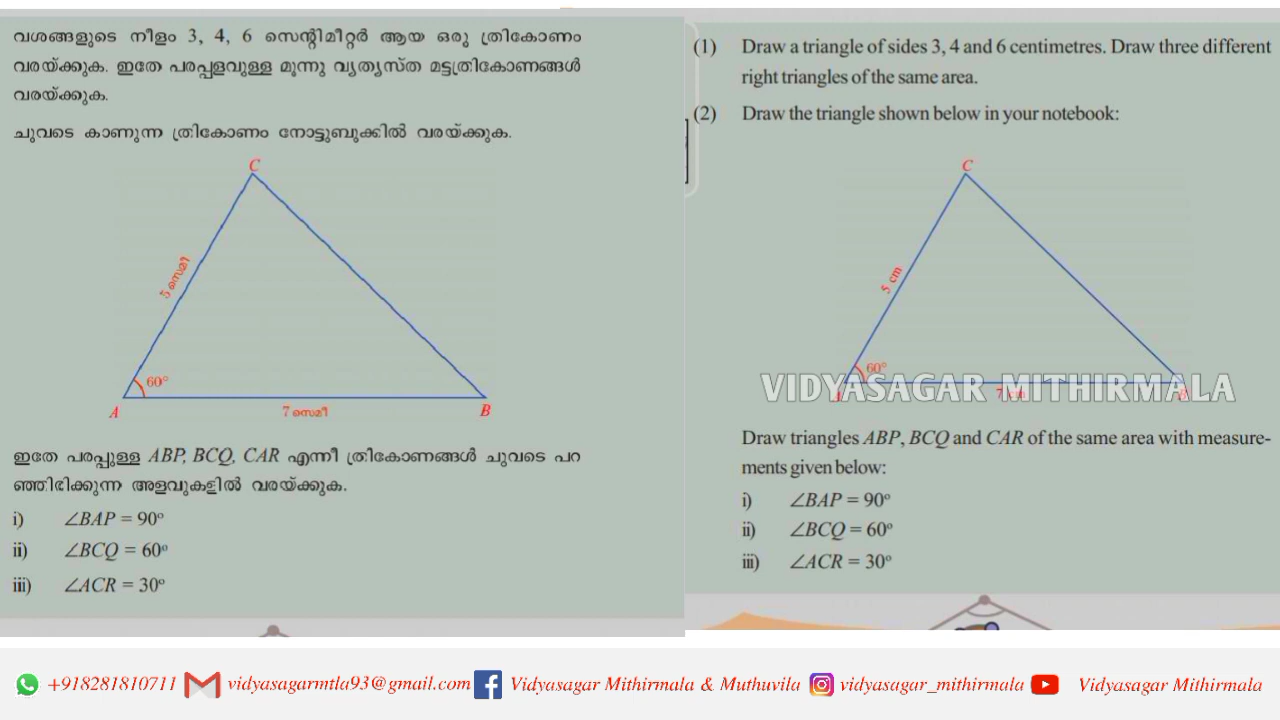 വശങ്ങളുടെ നീളം 3, 4, 6 സെന്റിമീറ്റർ ആയ ഒരു ത്രികോണം
വരയ്ക്കുക. ഇതേ പരപ്പളവുള്ള മൂന്നു വ്യത്യസ്ത മട്ടത്രികോണങ്ങൾ
വരയ്ക്കുക.
ചുവടെ കാണുന്ന ത്രികോണം നോട്ടുബുക്കിൽ വരയ്ക്കുക.
C
5 സെമീ
60°
A
7 സെമീ
B
ഇതേ പരപ്പുള്ള ABP, BCQ, CAR എന്നീ ത്രികോണങ്ങൾ ചുവടെ പറ
ഞ്ഞിരിക്കുന്ന അളവുകളിൽ വരയ്ക്കുക.
i) ∠BAP = 90°
ii) ∠BCQ = 60°
iii) ∠ACR = 30°
(1) Draw a triangle of sides 3, 4 and 6 centimetres. Draw three different
right triangles of the same area.
(2) Draw the triangle shown below in your notebook:
C
5 cm
60°
VIDYASAGAR MITHIRMALA
A
7 cm
B
Draw triangles ABP, BCQ and CAR of the same area with measure-
ments given below:
i) ∠BAP = 90°
ii) ∠BCQ = 60°
iii) ∠ACR = 30°
+918281810711 vidyasagarmtla93@gmail.com Vidyasagar Mithirmala & Muthuvila vidyasagar_mithirmala Vidyasagar Mithirmala